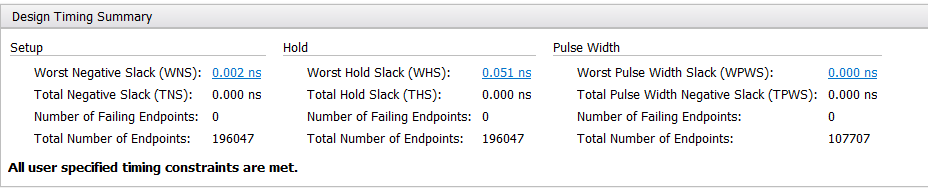 Design Timing Summary
Setup Hold Pulse Width
Worst Negative Slack (WNS): 0.002 ns Worst Hold Slack (WHS): 0.051 ns Worst Pulse Width Slack (WPWS): 0.000 ns
Total Negative Slack (TNS): 0.000 ns Total Hold Slack (THS): 0.000 ns Total Pulse Width Negative Slack (TPWS): 0.000 ns
Number of Failing Endpoints: 0 Number of Failing Endpoints: 0 Number of Failing Endpoints: 0
Total Number of Endpoints: 196047 Total Number of Endpoints: 196047 Total Number of Endpoints: 107707
All user specified timing constraints are met.